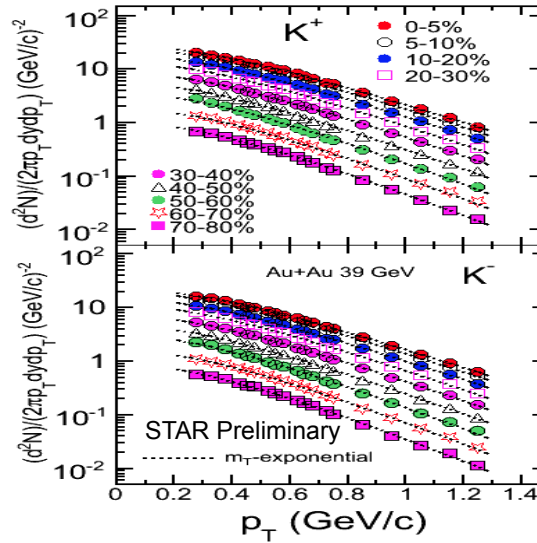 K+
0-5%
5-10%
10-20%
20-30%
(d²N)/(2πp_T dydp_T) (GeV/c)⁻²
10²
10
1
10⁻¹
10⁻²
30-40%
40-50%
50-60%
60-70%
70-80%
Au+Au 39 GeV
K-
(d²N)/(2πp_T dydp_T) (GeV/c)⁻²
10²
10
1
10⁻¹
10⁻²
STAR Preliminary
m_T-exponential
0 0.2 0.4 0.6 0.8 1 1.2 1.4
p_T (GeV/c)